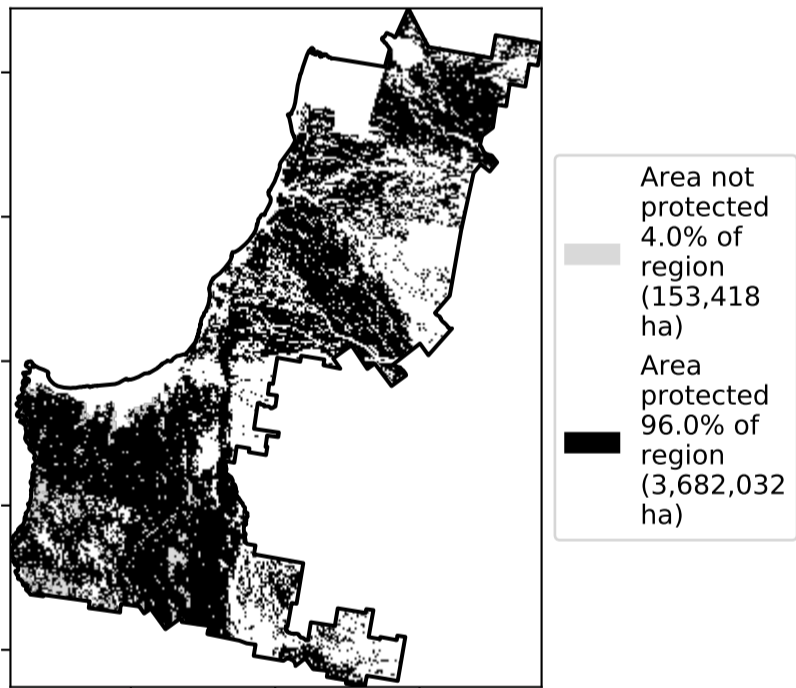 Area not
protected
4.0% of
region
(153,418
ha)
Area
protected
96.0% of
region
(3,682,032
ha)